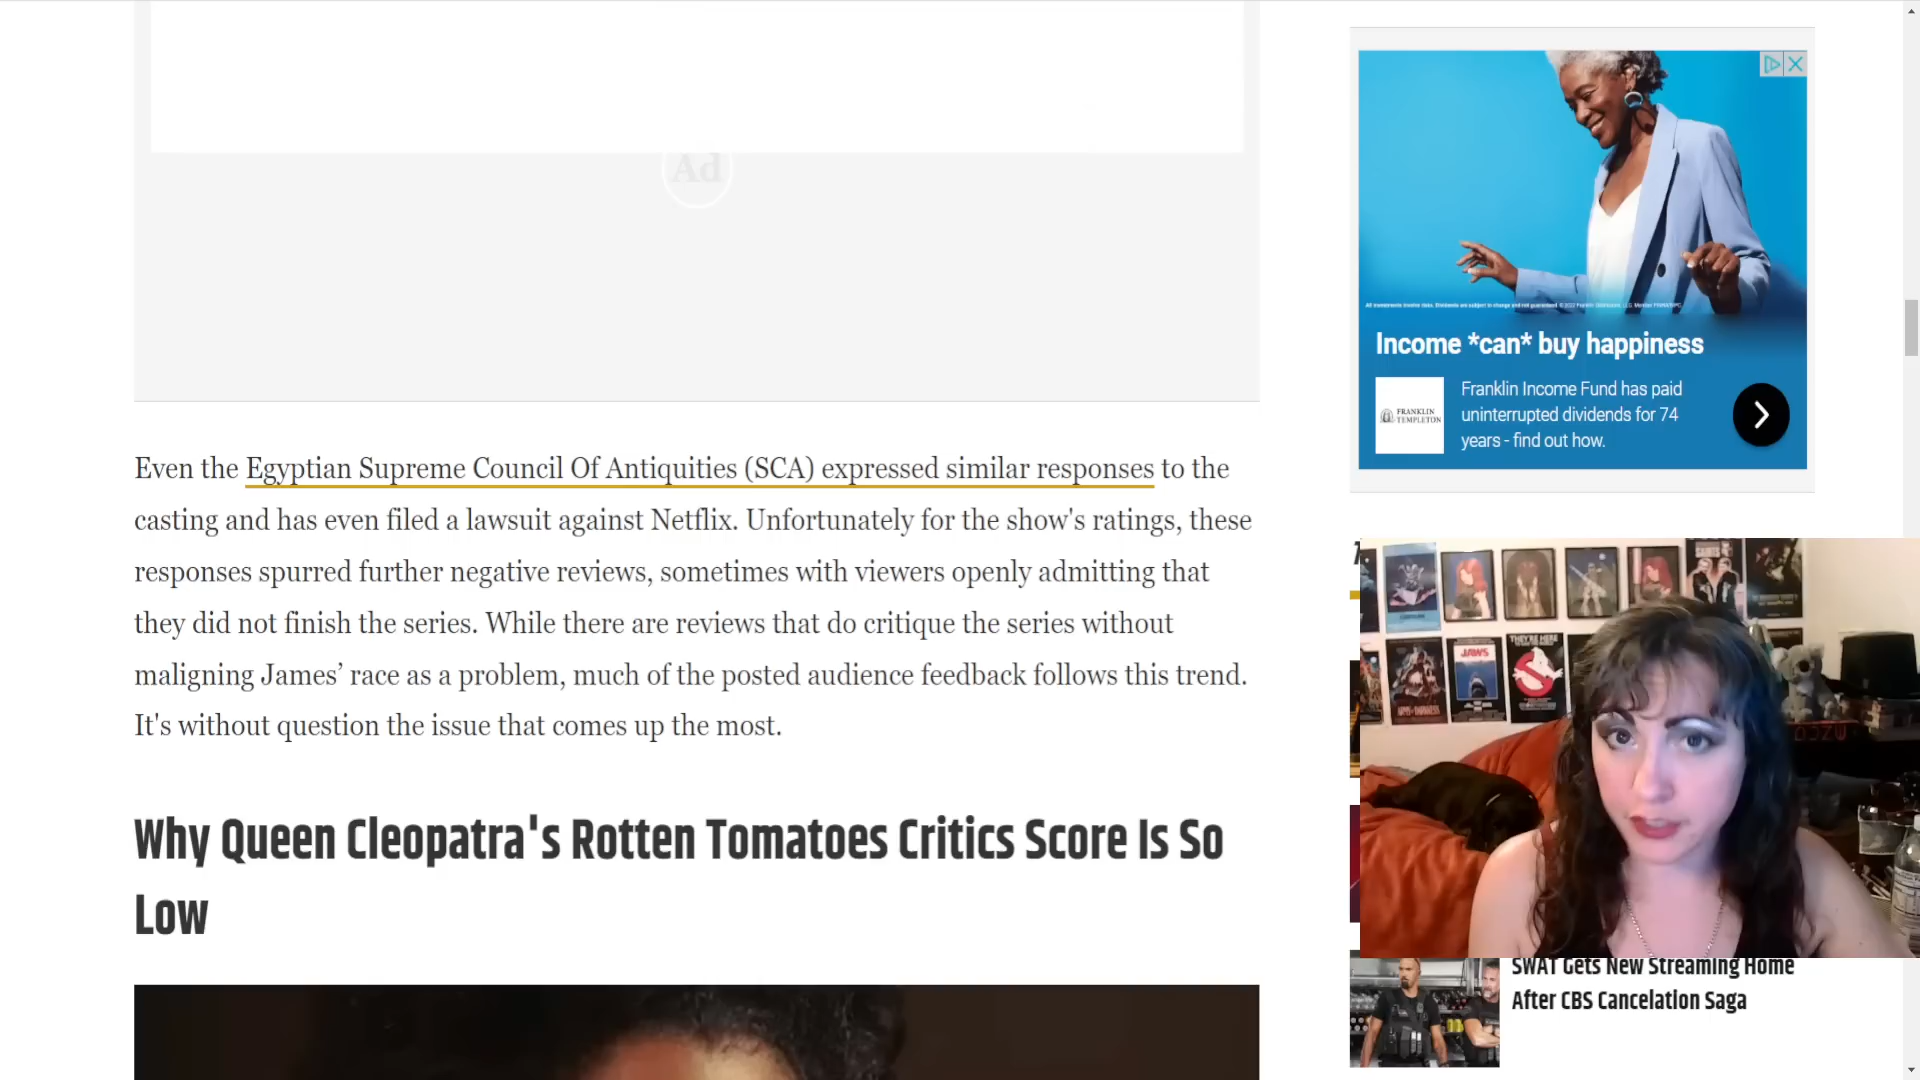 Ad
Even the Egyptian Supreme Council Of Antiquities (SCA) expressed similar responses to the
casting and has even filed a lawsuit against Netflix. Unfortunately for the show's ratings, these
responses spurred further negative reviews, sometimes with viewers openly admitting that
they did not finish the series. While there are reviews that do critique the series without
maligning James’ race as a problem, much of the posted audience feedback follows this trend.
It's without question the issue that comes up the most.
Why Queen Cleopatra's Rotten Tomatoes Critics Score Is So
Low
Income *can* buy happiness
FRANKLIN
TEMPLETON
Franklin Income Fund has paid
uninterrupted dividends for 74
years - find out how.
SAINTS
THEY'RE HERE
JAWS
SWAT Gets New Streaming Home
After CBS Cancelation Saga